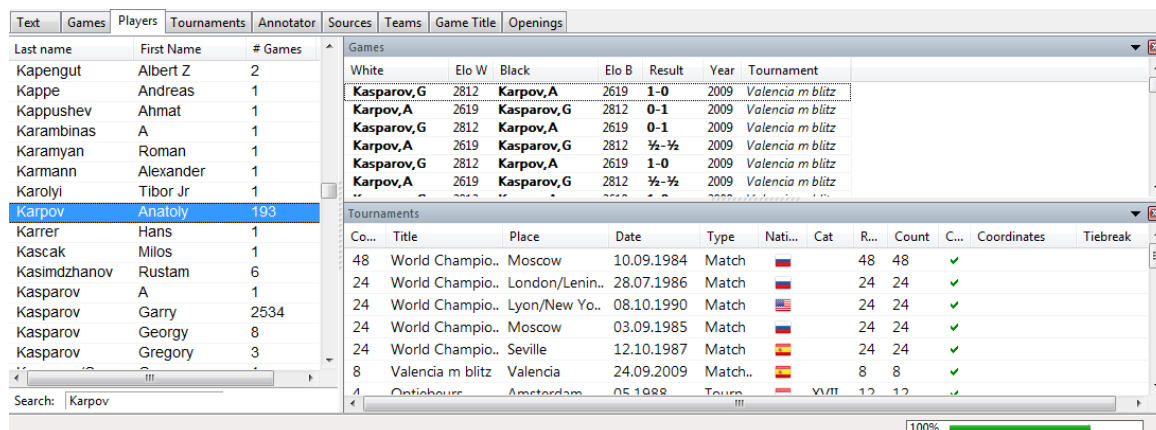 Text Games Players Tournaments Annotator Sources Teams Game Title Openings
Last name First Name # Games
Kapengut Albert Z 2
Kappe Andreas 1
Kappushev Ahmat 1
Karambinas A 1
Karamyan Roman 1
Karmann Alexander 1
Karolyi Tibor Jr 1
Karpov Anatoly 193
Karrer Hans 1
Kascak Milos 1
Kasimdzhanov Rustam 6
Kasparov A 1
Kasparov Garry 2534
Kasparov Georgy 8
Kasparov Gregory 3
Search: Karpov
Games
White Elo W Black Elo B Result Year Tournament
Kasparov,G 2812 Karpov,A 2619 1-0 2009 Valencia m blitz
Karpov,A 2619 Kasparov,G 2812 0-1 2009 Valencia m blitz
Kasparov,G 2812 Karpov,A 2619 0-1 2009 Valencia m blitz
Karpov,A 2619 Kasparov,G 2812 ½-½ 2009 Valencia m blitz
Kasparov,G 2812 Karpov,A 2619 1-0 2009 Valencia m blitz
Karpov,A 2619 Kasparov,G 2812 ½-½ 2009 Valencia m blitz
Tournaments
Co... Title Place Date Type Nati... Cat R... Count C... Coordinates Tiebreak
48 World Champio.. Moscow 10.09.1984 Match 48 48
24 World Champio.. London/Lenin.. 28.07.1986 Match 24 24
24 World Champio.. Lyon/New Yo.. 08.10.1990 Match 24 24
24 World Champio.. Moscow 03.09.1985 Match 24 24
24 World Champio.. Seville 12.10.1987 Match 24 24
8 Valencia m blitz Valencia 24.09.2009 Match.. 8 8
4 Optiebeurs Amsterdam 05.1988 Tourn XVII 12 12
100%